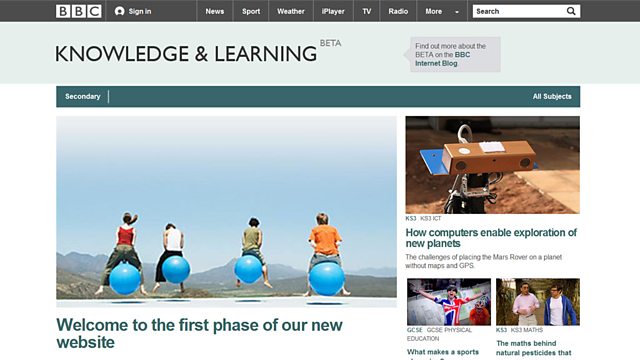 BBC Sign in News Sport Weather iPlayer TV Radio More Search
KNOWLEDGE & LEARNING BETA
Find out more about the
BETA on the BBC
Internet Blog.
Secondary All Subjects
Welcome to the first phase of our new
website
KS3 KS3 ICT
How computers enable exploration of
new planets
The challenges of placing the Mars Rover on a planet
without maps and GPS.
GCSE GCSE PHYSICAL
EDUCATION
What makes a sports
KS3 KS3 MATHS
The maths behind
natural pesticides that